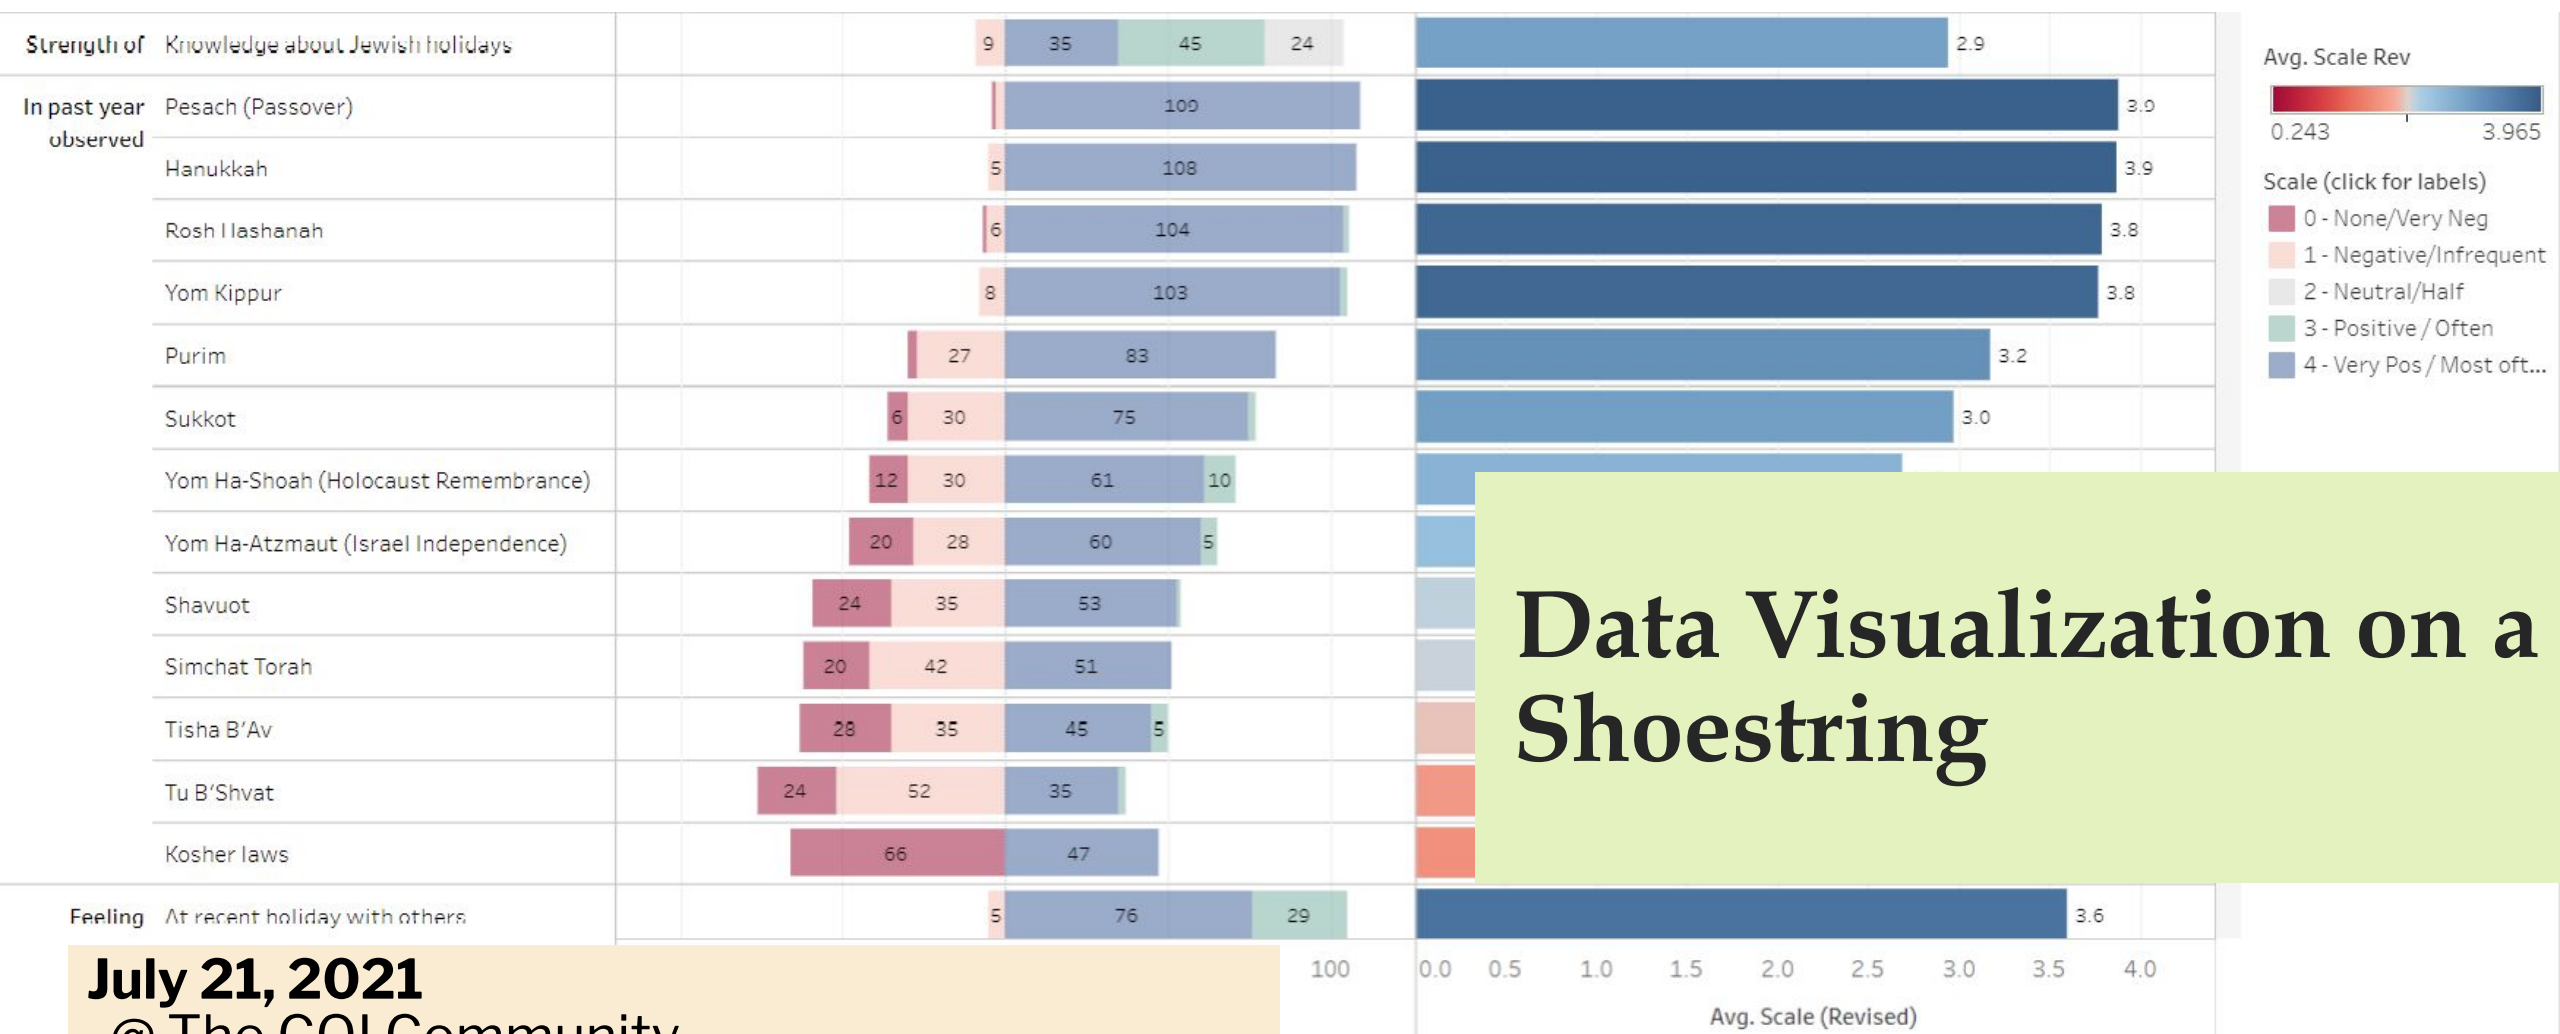 Strength of Knowledge about Jewish holidays 9 35 45 24 2.9
In past year observed Pesach (Passover) 109 3.9
Hanukkah 5 108 3.9
Rosh Hashanah 6 104 3.8
Yom Kippur 8 103 3.8
Purim 27 83 3.2
Sukkot 6 30 75 3.0
Yom Ha-Shoah (Holocaust Remembrance) 12 30 61 10
Yom Ha-Atzmaut (Israel Independence) 20 28 60 5
Shavuot 24 35 53
Simchat Torah 20 42 51
Tisha B'Av 28 35 45 5
Tu B'Shvat 24 52 35
Kosher laws 66 47
Feeling At recent holiday with others 5 76 29 3.6
100 0.0 0.5 1.0 1.5 2.0 2.5 3.0 3.5 4.0
Avg. Scale (Revised)
Avg. Scale Rev
0.243 3.965
Scale (click for labels)
0 - None/Very Neg
1 - Negative/Infrequent
2 - Neutral/Half
3 - Positive / Often
4 - Very Pos / Most oft...
Data Visualization on a
Shoestring
July 21, 2021
@ The COI Community